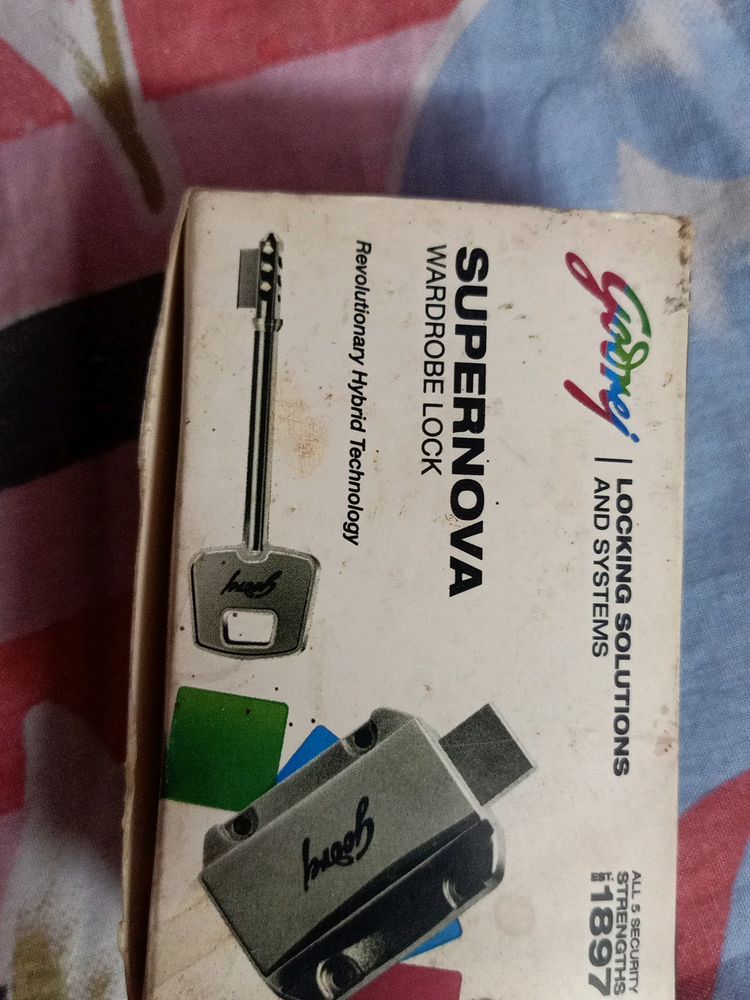 Godrej | LOCKING SOLUTIONS
AND SYSTEMS
SUPERNOVA
WARDROBE LOCK
Revolutionary Hybrid Technology
Godrej
Godrej
ALL 5 SECURITY
STRENGTHS
EST. 1897